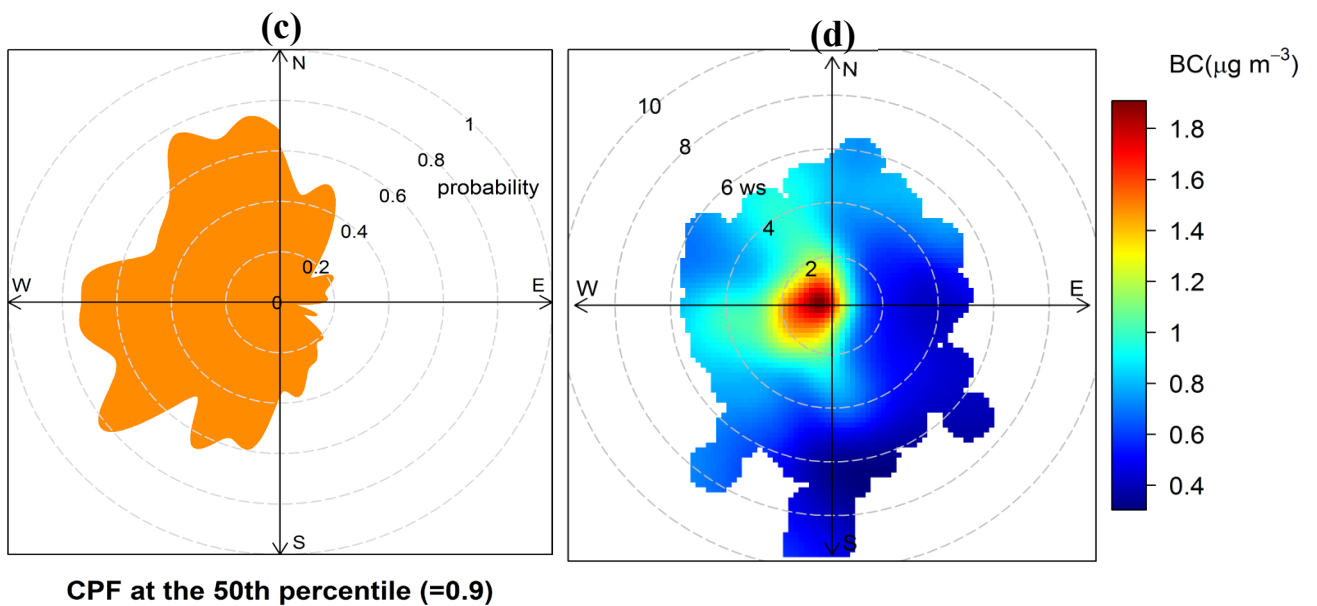 (c)
N
1
0.8
probability
0.6
0.4
0.2
W
0
E
S
CPF at the 50th percentile (=0.9)
(d)
N
10
8
6 ws
4
2
W
E
S
BC(μg m⁻³)
1.8
1.6
1.4
1.2
1
0.8
0.6
0.4